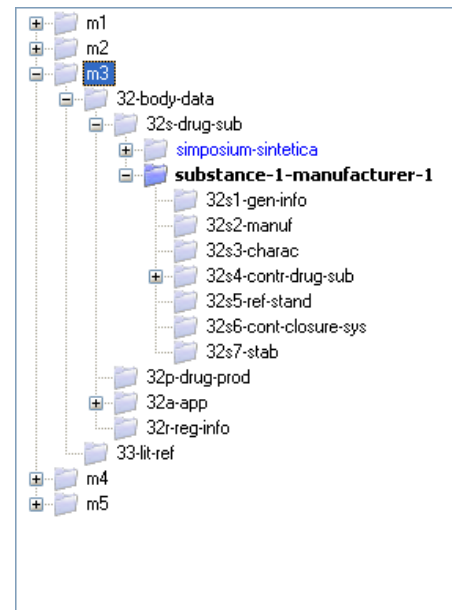 m1
m2
m3
32-body-data
32s-drug-sub
simposium-sintetica
substance-1-manufacturer-1
32s1-gen-info
32s2-manuf
32s3-charac
32s4-contr-drug-sub
32s5-ref-stand
32s6-cont-closure-sys
32s7-stab
32p-drug-prod
32a-app
32r-reg-info
33-lit-ref
m4
m5